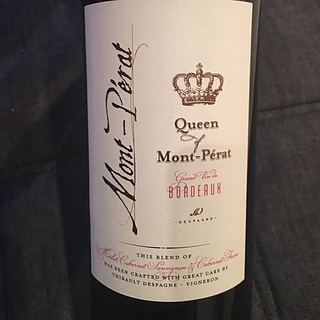 Mont-Pérat
Queen
of
Mont-Pérat
Grand Vin de
BORDEAUX
DESPAGNE
THIS BLEND OF
Merlot Cabernet Sauvignon & Cabernet Franc
HAS BEEN CRAFTED WITH GREAT CARE BY
THIBAULT DESPAGNE - VIGNERON